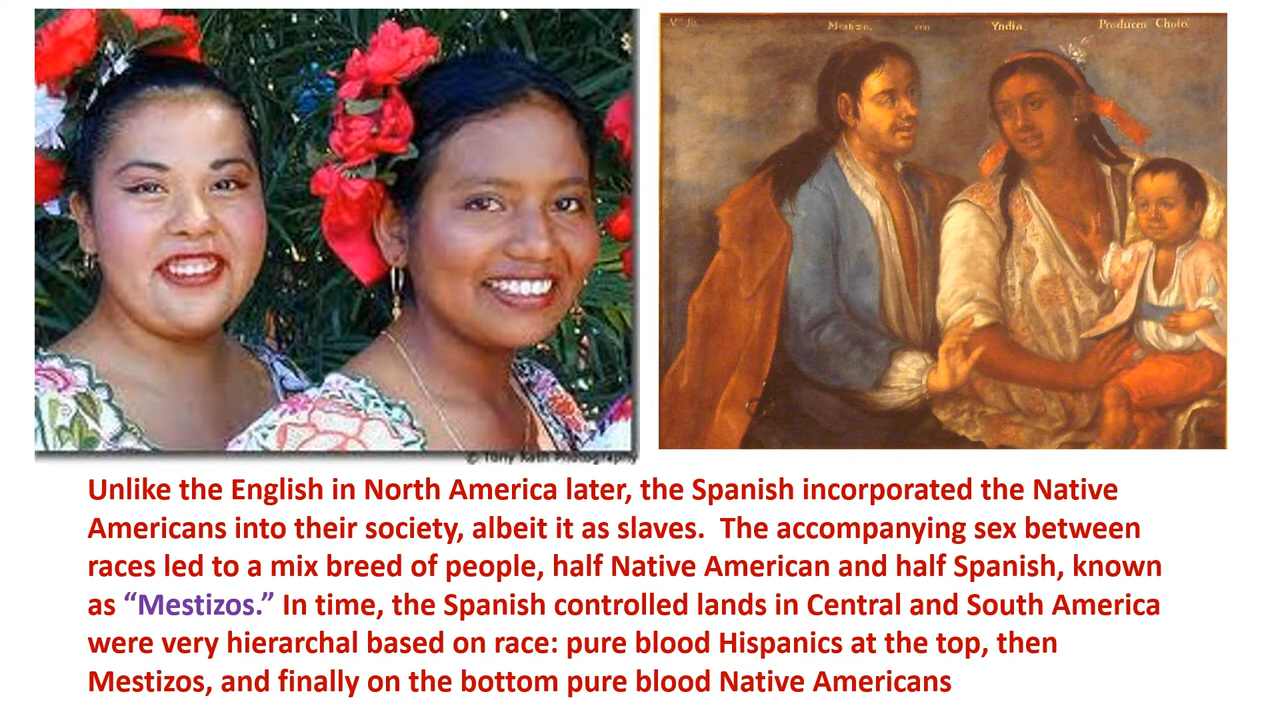 Mestizo. con Yndia. Producen Cholo.
© Tony Rath Photography
Unlike the English in North America later, the Spanish incorporated the Native
Americans into their society, albeit it as slaves.  The accompanying sex between
races led to a mix breed of people, half Native American and half Spanish, known
as “Mestizos.” In time, the Spanish controlled lands in Central and South America
were very hierarchal based on race: pure blood Hispanics at the top, then
Mestizos, and finally on the bottom pure blood Native Americans